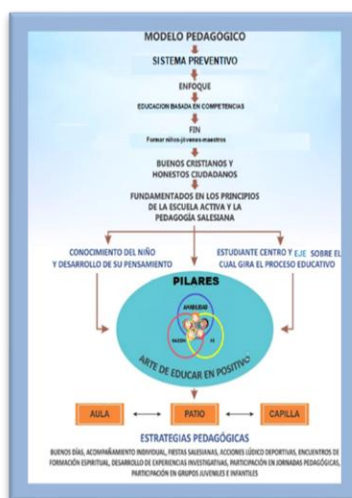 MODELO PEDAGÓGICO
SISTEMA PREVENTIVO
ENFOQUE
EDUCACION BASADA EN COMPETENCIAS
FIN
Formar niños-jóvenes-maestros
BUENOS CRISTIANOS Y
HONESTOS CIUDADANOS
FUNDAMENTADOS EN LOS PRINCIPIOS
DE LA ESCUELA ACTIVA Y LA
PEDAGOGÍA SALESIANA
CONOCIMIENTO DEL NIÑO
Y DESARROLLO DE SU PENSAMIENTO
ESTUDIANTE CENTRO Y EJE SOBRE EL
CUAL GIRA EL PROCESO EDUCATIVO
PILARES
AMABILIDAD
RAZÓN
FE
ARTE DE EDUCAR EN POSITIVO
AULA
PATIO
CAPILLA
ESTRATEGIAS PEDAGÓGICAS
BUENOS DÍAS, ACOMPAÑAMIENTO INDIVIDUAL, FIESTAS SALESIANAS, ACCIONES LÚDICO DEPORTIVAS, ENCUENTROS DE
FORMACIÓN ESPIRITUAL, DESARROLLO DE EXPERIENCIAS INVESTIGATIVAS, PARTICIPACIÓN EN JORNADAS PEDAGÓGICAS,
PARTICIPACIÓN EN GRUPOS JUVENILES E INFANTILES